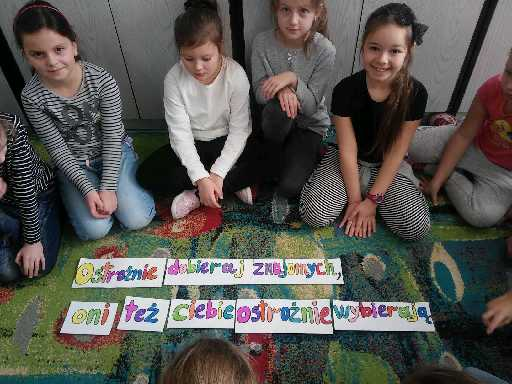 Ostrożnie dobieraj znajomych,
oni też ciebie ostrożnie wybierają